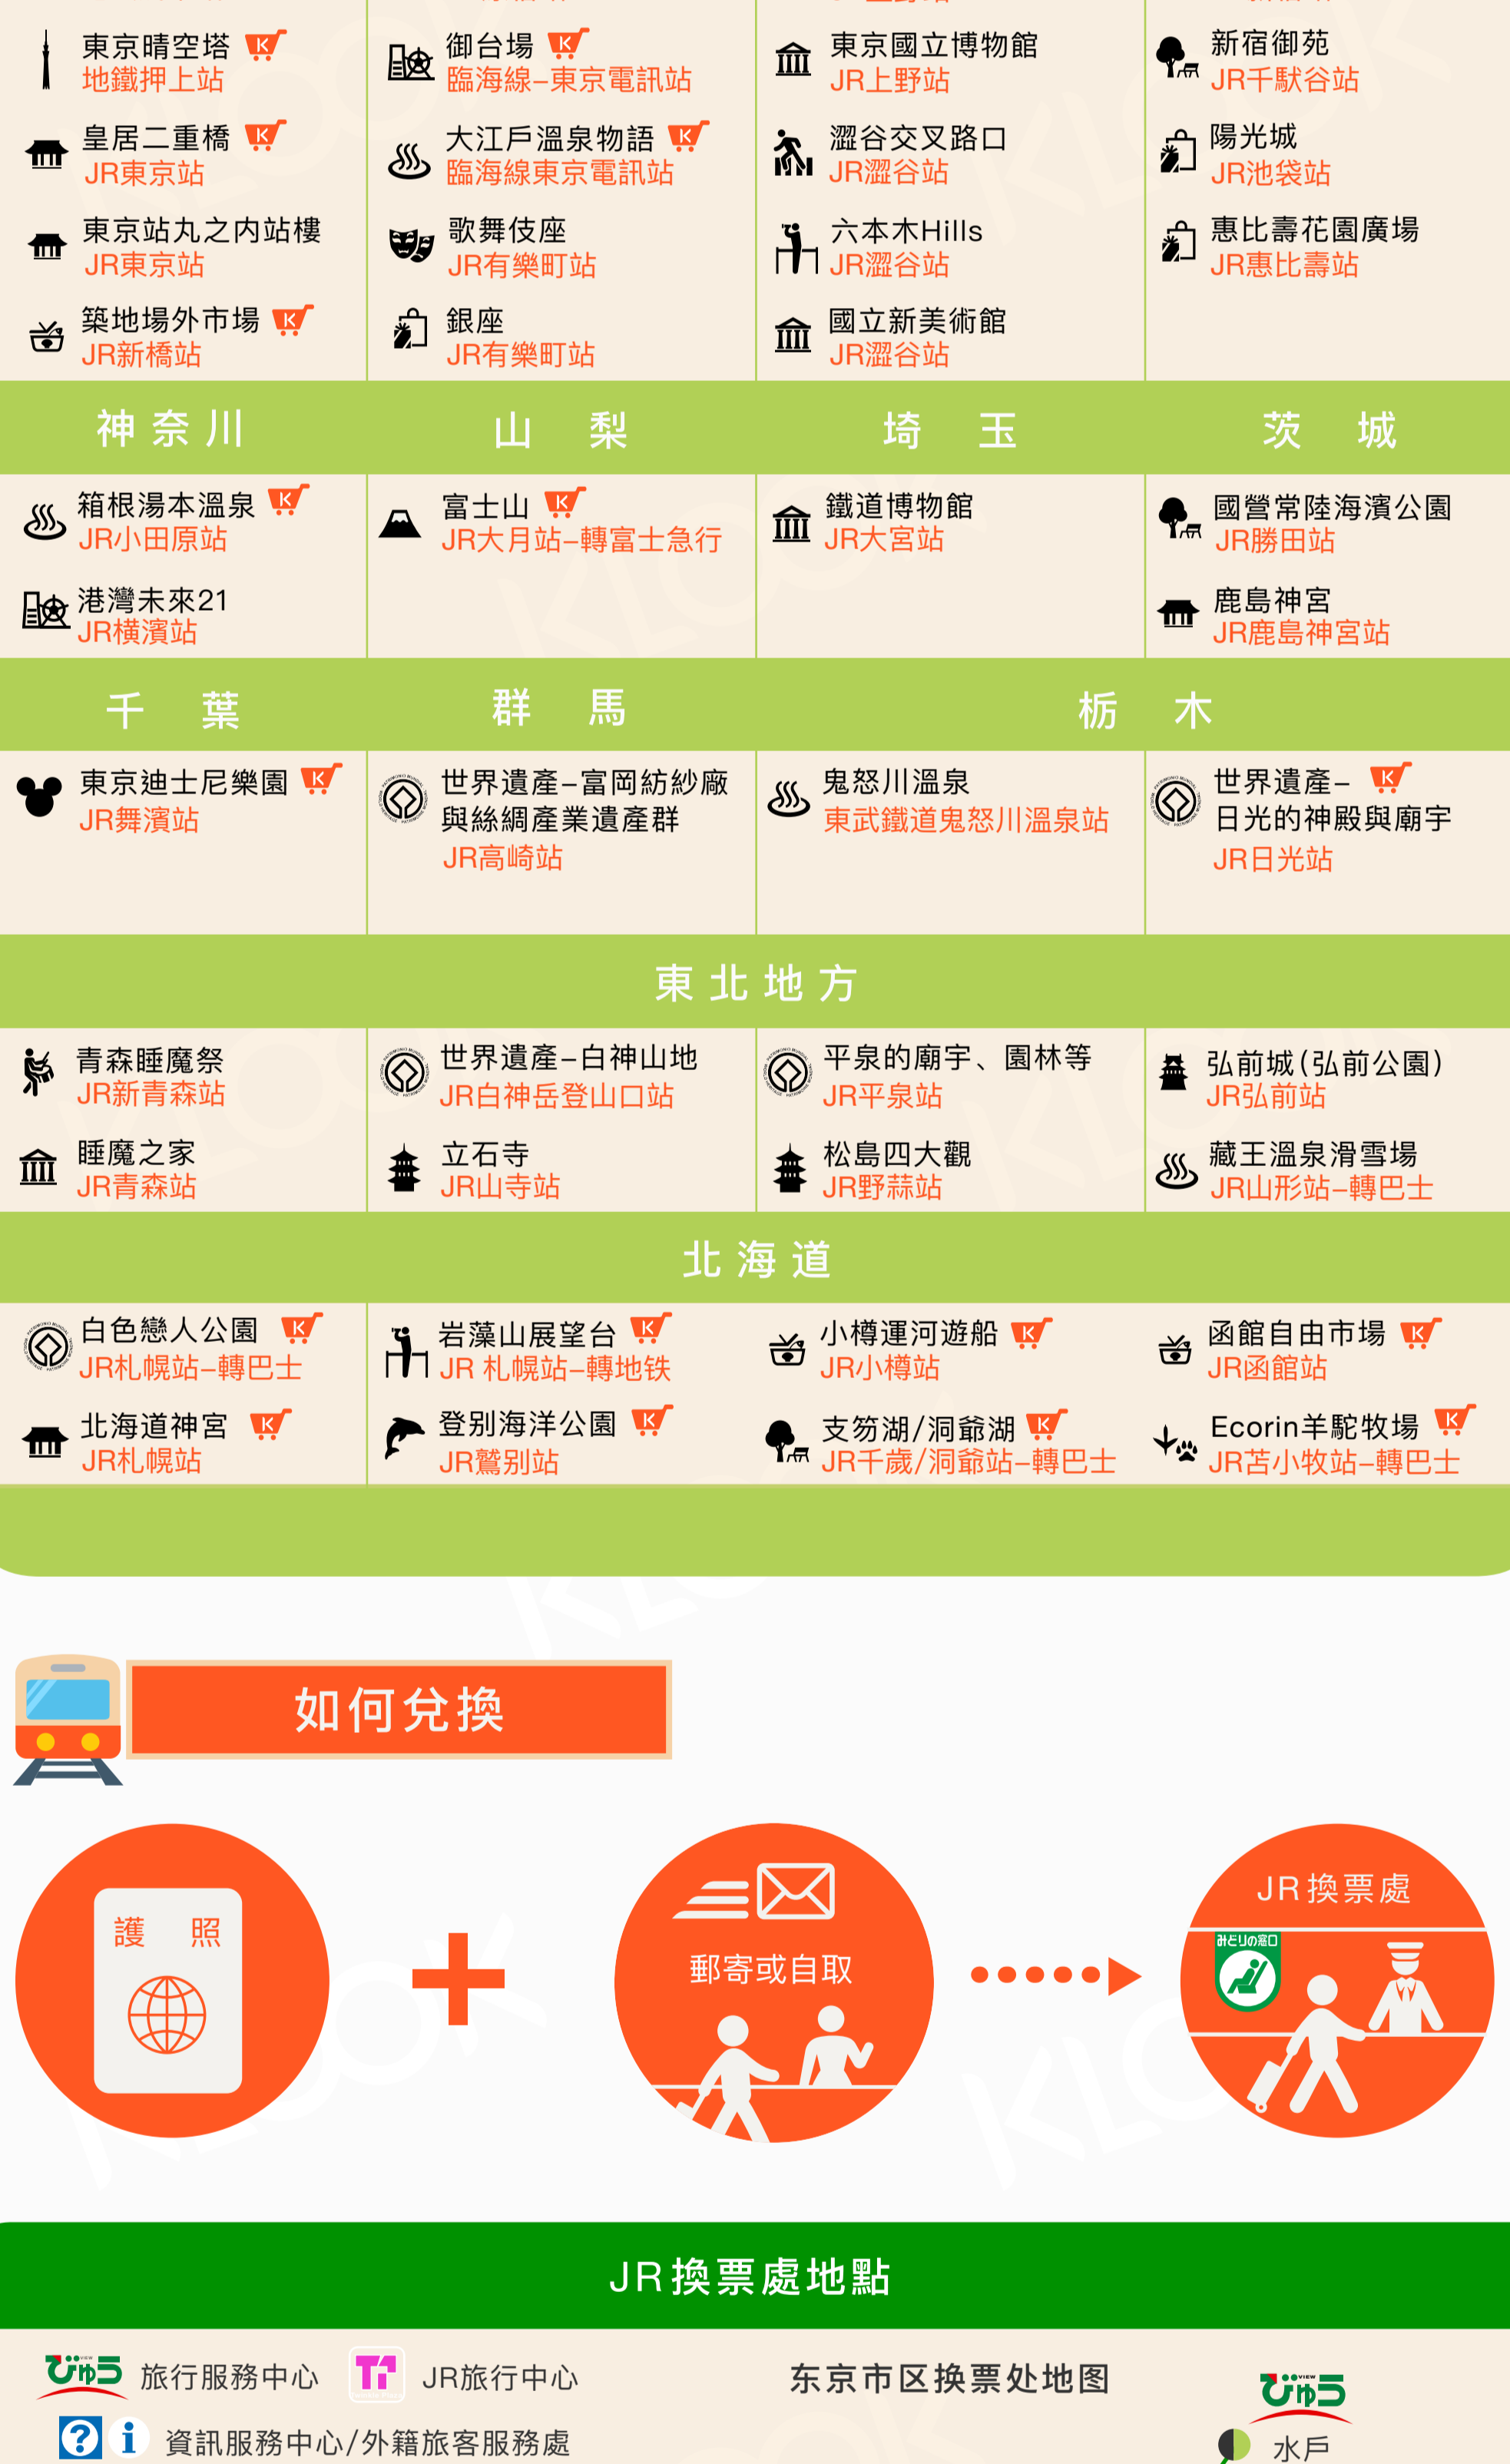 東京晴空塔
地鐵押上站
御台場
臨海線–東京電訊站
東京國立博物館
JR上野站
新宿御苑
JR千馱谷站
皇居二重橋
JR東京站
大江戶溫泉物語
臨海線東京電訊站
澀谷交叉路口
JR澀谷站
陽光城
JR池袋站
東京站丸之內站樓
JR東京站
歌舞伎座
JR有樂町站
六本木Hills
JR澀谷站
惠比壽花園廣場
JR惠比壽站
築地場外市場
JR新橋站
銀座
JR有樂町站
國立新美術館
JR澀谷站
神奈川
山梨
埼玉
茨城
箱根湯本溫泉
JR小田原站
富士山
JR大月站–轉富士急行
鐵道博物館
JR大宮站
國營常陸海濱公園
JR勝田站
港灣未來21
JR橫濱站
鹿島神宮
JR鹿島神宮站
千葉
群馬
栃木
東京迪士尼樂園
JR舞濱站
世界遺產–富岡紡紗廠
與絲綢產業遺產群
JR高崎站
鬼怒川溫泉
東武鐵道鬼怒川溫泉站
世界遺產–
日光的神殿與廟宇
JR日光站
東北地方
青森睡魔祭
JR新青森站
世界遺產–白神山地
JR白神岳登山口站
平泉的廟宇、園林等
JR平泉站
弘前城(弘前公園)
JR弘前站
睡魔之家
JR青森站
立石寺
JR山寺站
松島四大觀
JR野蒜站
藏王溫泉滑雪場
JR山形站–轉巴士
北海道
白色戀人公園
JR札幌站–轉巴士
岩藻山展望台
JR 札幌站–轉地铁
小樽運河遊船
JR小樽站
函館自由市場
JR函館站
北海道神宮
JR札幌站
登別海洋公園
JR鷲別站
支笏湖/洞爺湖
JR千歲/洞爺站–轉巴士
Ecorin羊駝牧場
JR苫小牧站–轉巴士
如何兌換
護照
郵寄或自取
JR換票處
みどりの窓口
JR換票處地點
びゅう
VIEW
旅行服務中心
JR旅行中心
东京市区换票处地图
びゅう
VIEW
資訊服務中心/外籍旅客服務處
水戶